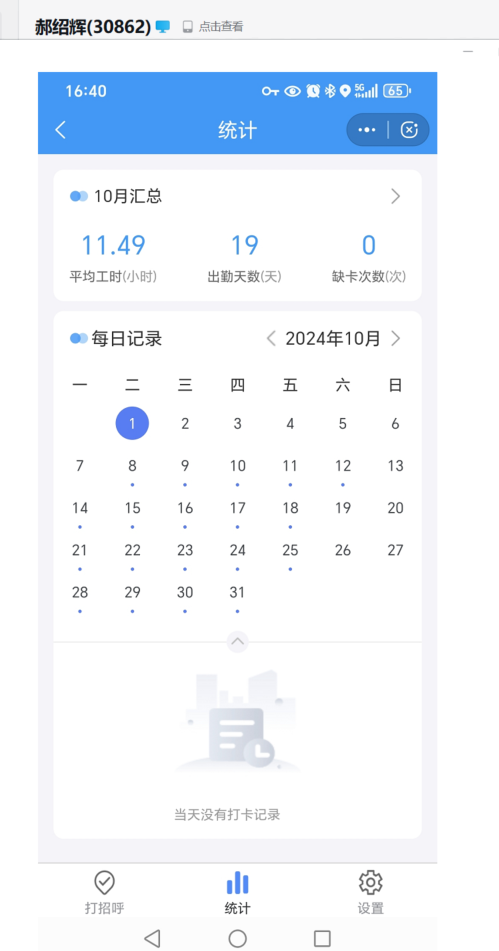 郝绍辉(30862) 点击查看
16:40 5G 65
统计
10月汇总
11.49 19 0
平均工时(小时) 出勤天数(天) 缺卡次数(次)
每日记录 2024年10月
一 二 三 四 五 六 日
1 2 3 4 5 6
7 8 9 10 11 12 13
14 15 16 17 18 19 20
21 22 23 24 25 26 27
28 29 30 31
当天没有打卡记录
打招呼 统计 设置